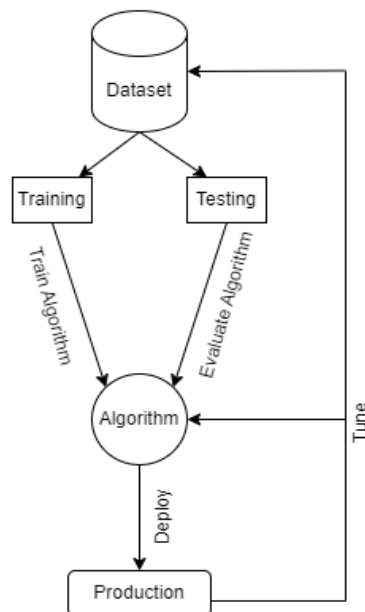 Dataset
Training
Testing
Train Algorithm
Evaluate Algorithm
Algorithm
Tune
Deploy
Production